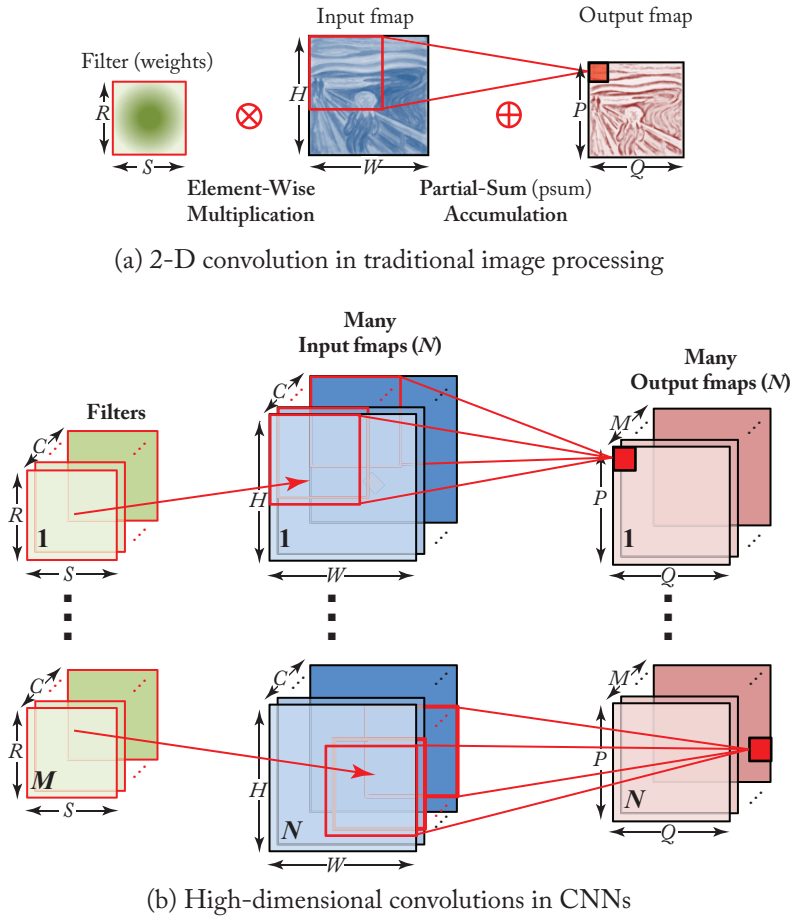 Input fmap
Output fmap
Filter (weights)
R
S
H
W
P
Q
Element-Wise
Multiplication
Partial-Sum (psum)
Accumulation
(a) 2-D convolution in traditional image processing
Many
Input fmaps (N)
Many
Output fmaps (N)
Filters
C
R
1
S
C
H
1
W
M
P
1
Q
C
R
M
S
C
H
N
W
M
P
N
Q
(b) High-dimensional convolutions in CNNs